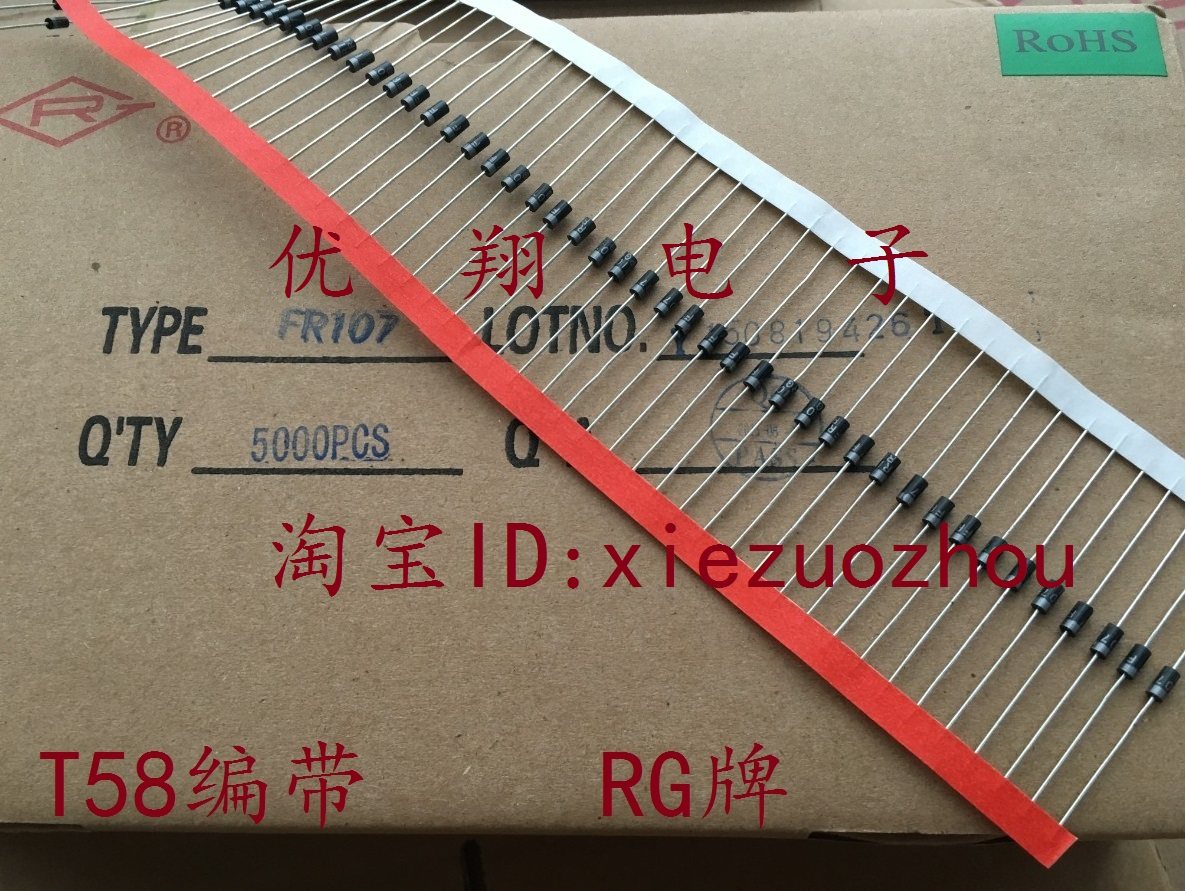 RoHS
R
®
优翔电子
TYPE FR107 LOTNO.
Q'TY 5000PCS
PASS
淘宝ID:xiezuozhou
T58编带 RG牌